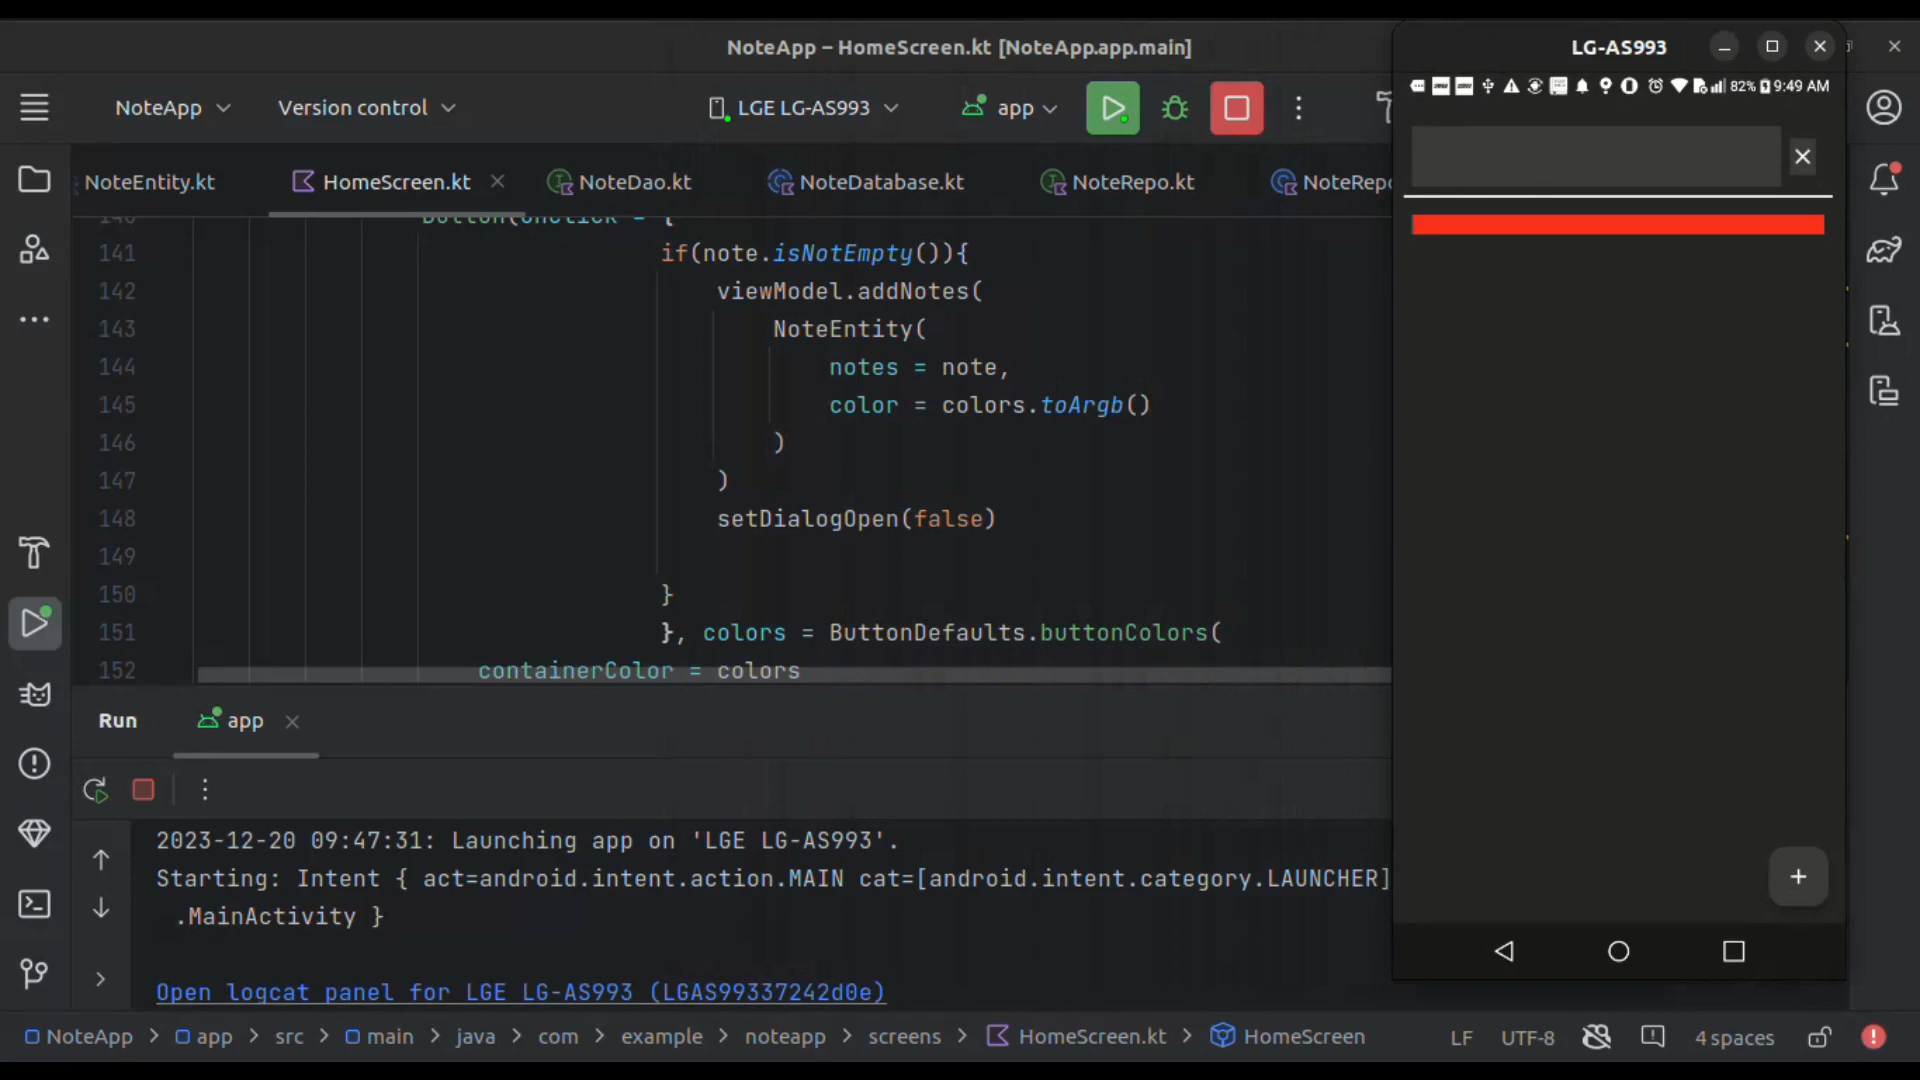 NoteApp – HomeScreen.kt [NoteApp.app.main]
LG-AS993
82% 9:49 AM
NoteApp Version control LGE LG-AS993 app
NoteEntity.kt HomeScreen.kt NoteDao.kt NoteDatabase.kt NoteRepo.kt NoteRepo
Button(onClick = {
141 if(note.isNotEmpty()){
142 viewModel.addNotes(
143 NoteEntity(
144 notes = note,
145 color = colors.toArgb()
146 )
147 )
148 setDialogOpen(false)
149
150 }
151 }, colors = ButtonDefaults.buttonColors(
152 containerColor = colors
+
Run app
2023-12-20 09:47:31: Launching app on 'LGE LG-AS993'.
Starting: Intent { act=android.intent.action.MAIN cat=[android.intent.category.LAUNCHER]
.MainActivity }
Open logcat panel for LGE LG-AS993 (LGAS99337242d0e)
NoteApp > app > src > main > java > com > example > noteapp > screens > HomeScreen.kt > HomeScreen LF UTF-8 4 spaces